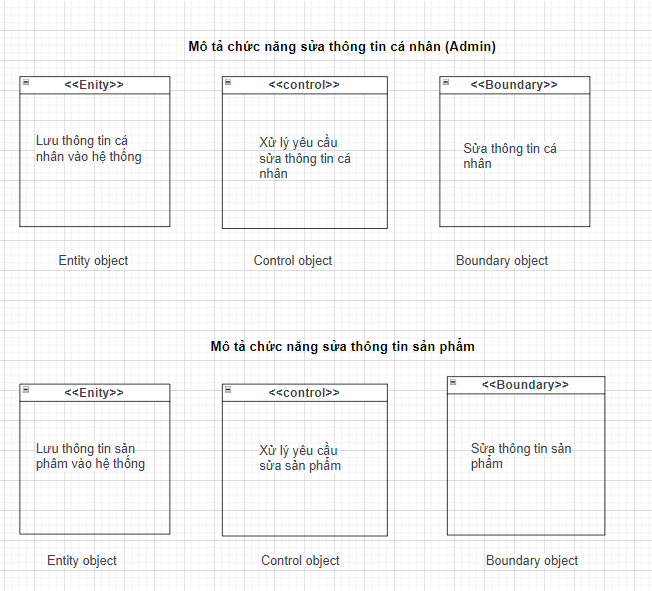 Mô tả chức năng sửa thông tin cá nhân (Admin)
<<Enity>>
Lưu thông tin cá
nhân vào hệ thống
Entity object
<<control>>
Xử lý yêu cầu
sửa thông tin cá
nhân
Control object
<<Boundary>>
Sửa thông tin cá
nhân
Boundary object
Mô tả chức năng sửa thông tin sản phẩm
<<Enity>>
Lưu thông tin sản
phẩm vào hệ thống
Entity object
<<control>>
Xử lý yêu cầu
sửa sản phẩm
Control object
<<Boundary>>
Sửa thông tin sản
phẩm
Boundary object